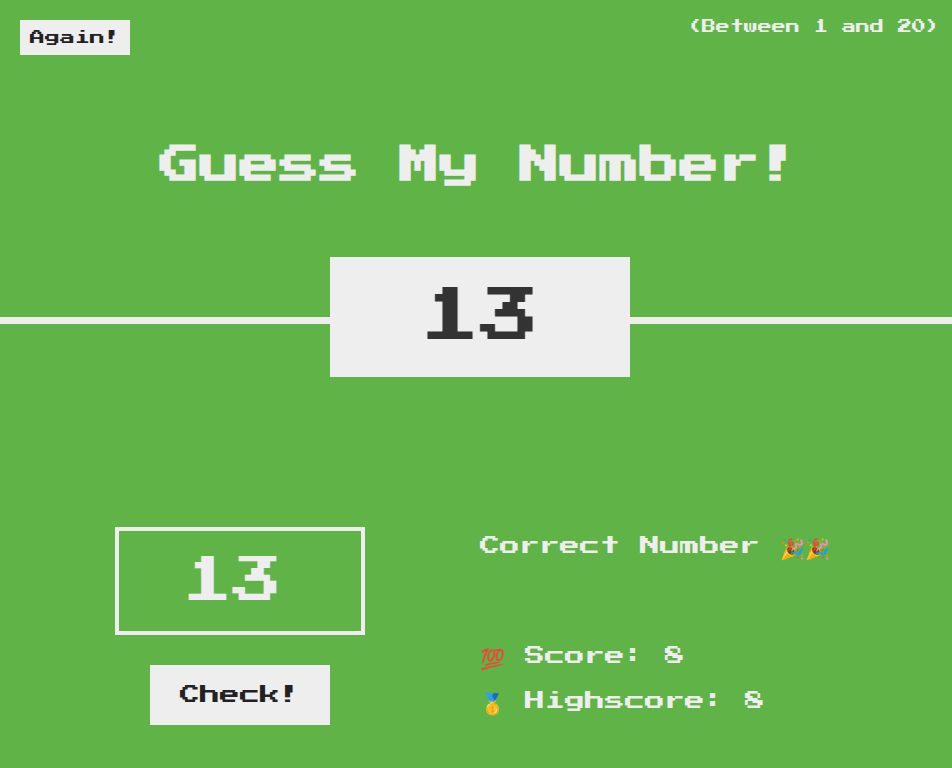 Again!
(Between 1 and 20)
Guess My Number!
13
13
Correct Number 🎉🎉
Check!
💯 Score: 8
🥇 Highscore: 8